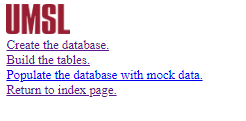 UMSL
Create the database.
Build the tables.
Populate the database with mock data.
Return to index page.